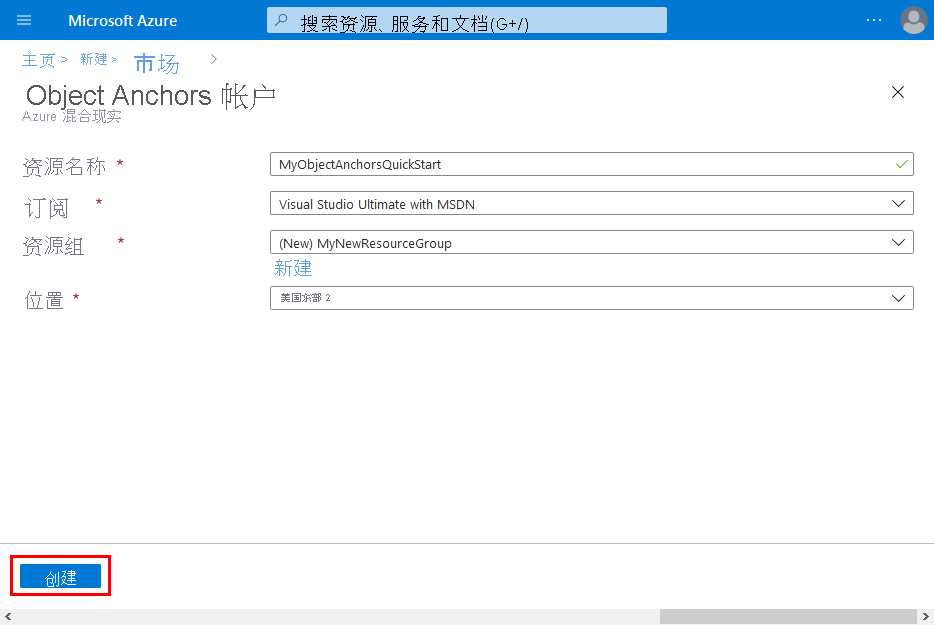 Microsoft Azure
搜索资源、服务和文档(G+/)
主页 > 新建 > 市场 >
Object Anchors 帐户
Azure 混合现实
资源名称 * MyObjectAnchorsQuickStart
订阅 * Visual Studio Ultimate with MSDN
资源组 * (New) MyNewResourceGroup
新建
位置 * 美国东部 2
创建